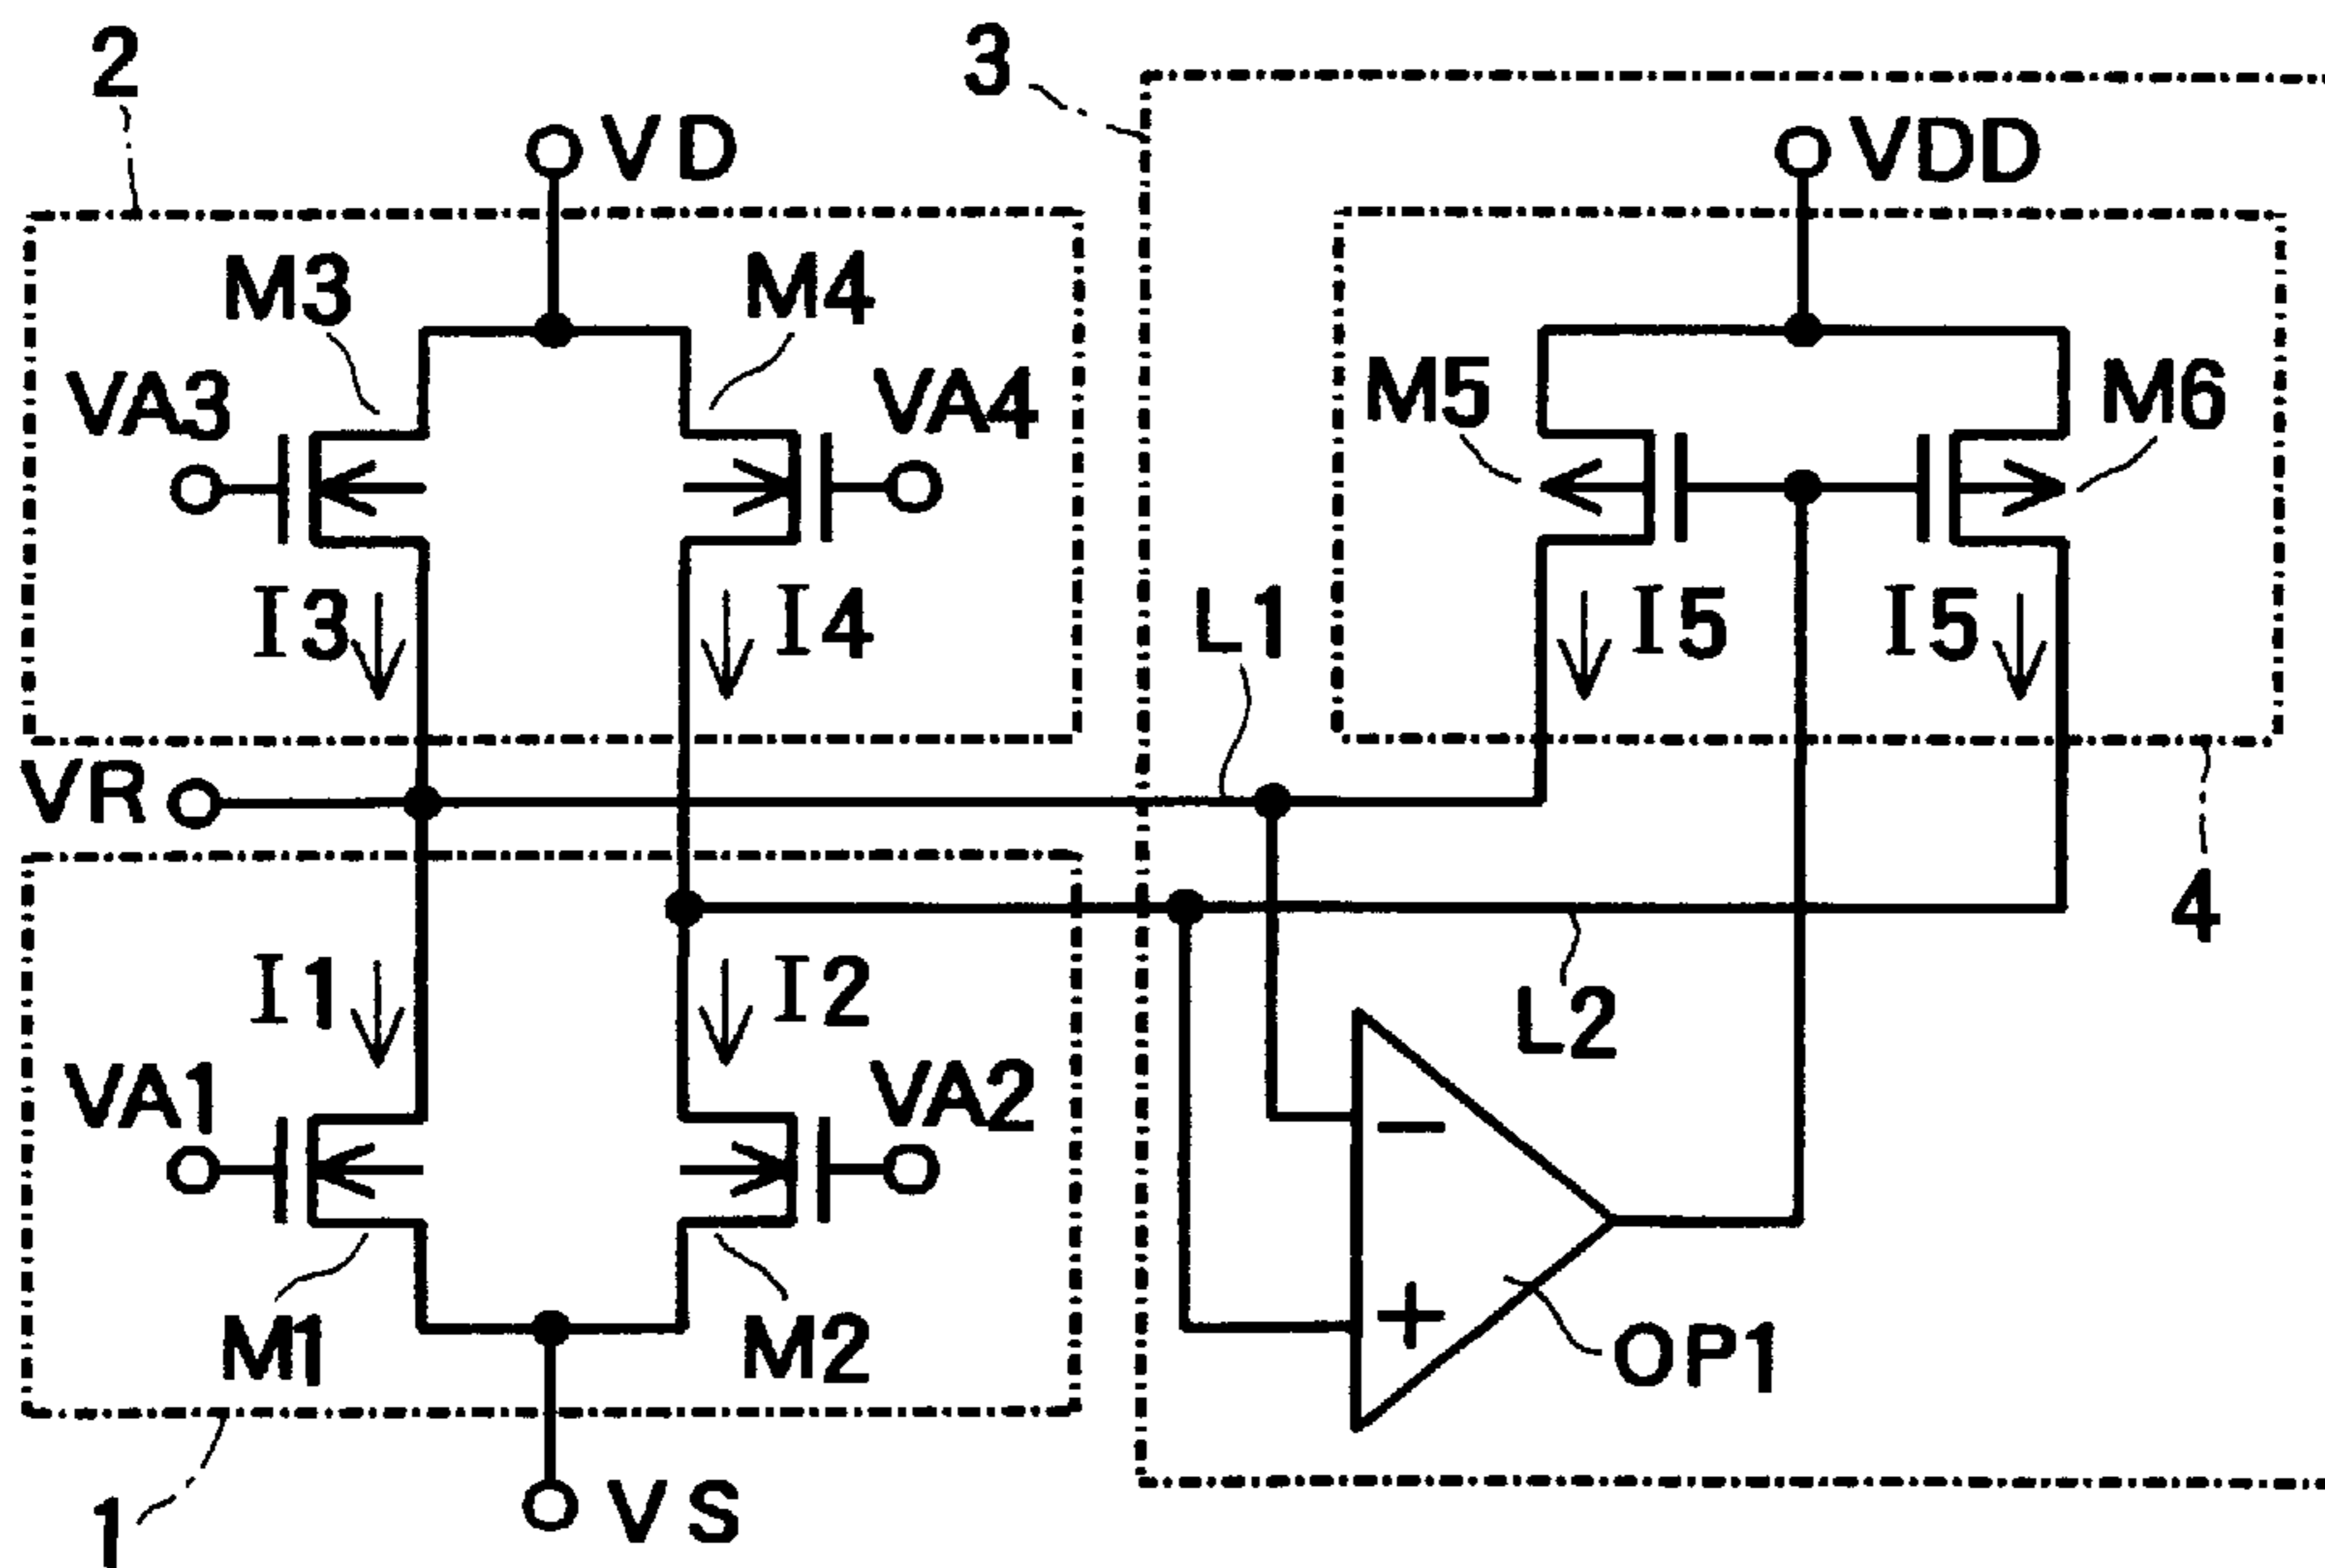 2
3
VD
VDD
M3
M4
M5
M6
VA3
VA4
I3
I4
L1
I5
I5
VR
4
I1
I2
L2
VA1
VA2
−
+
M1
M2
OP1
VS
1